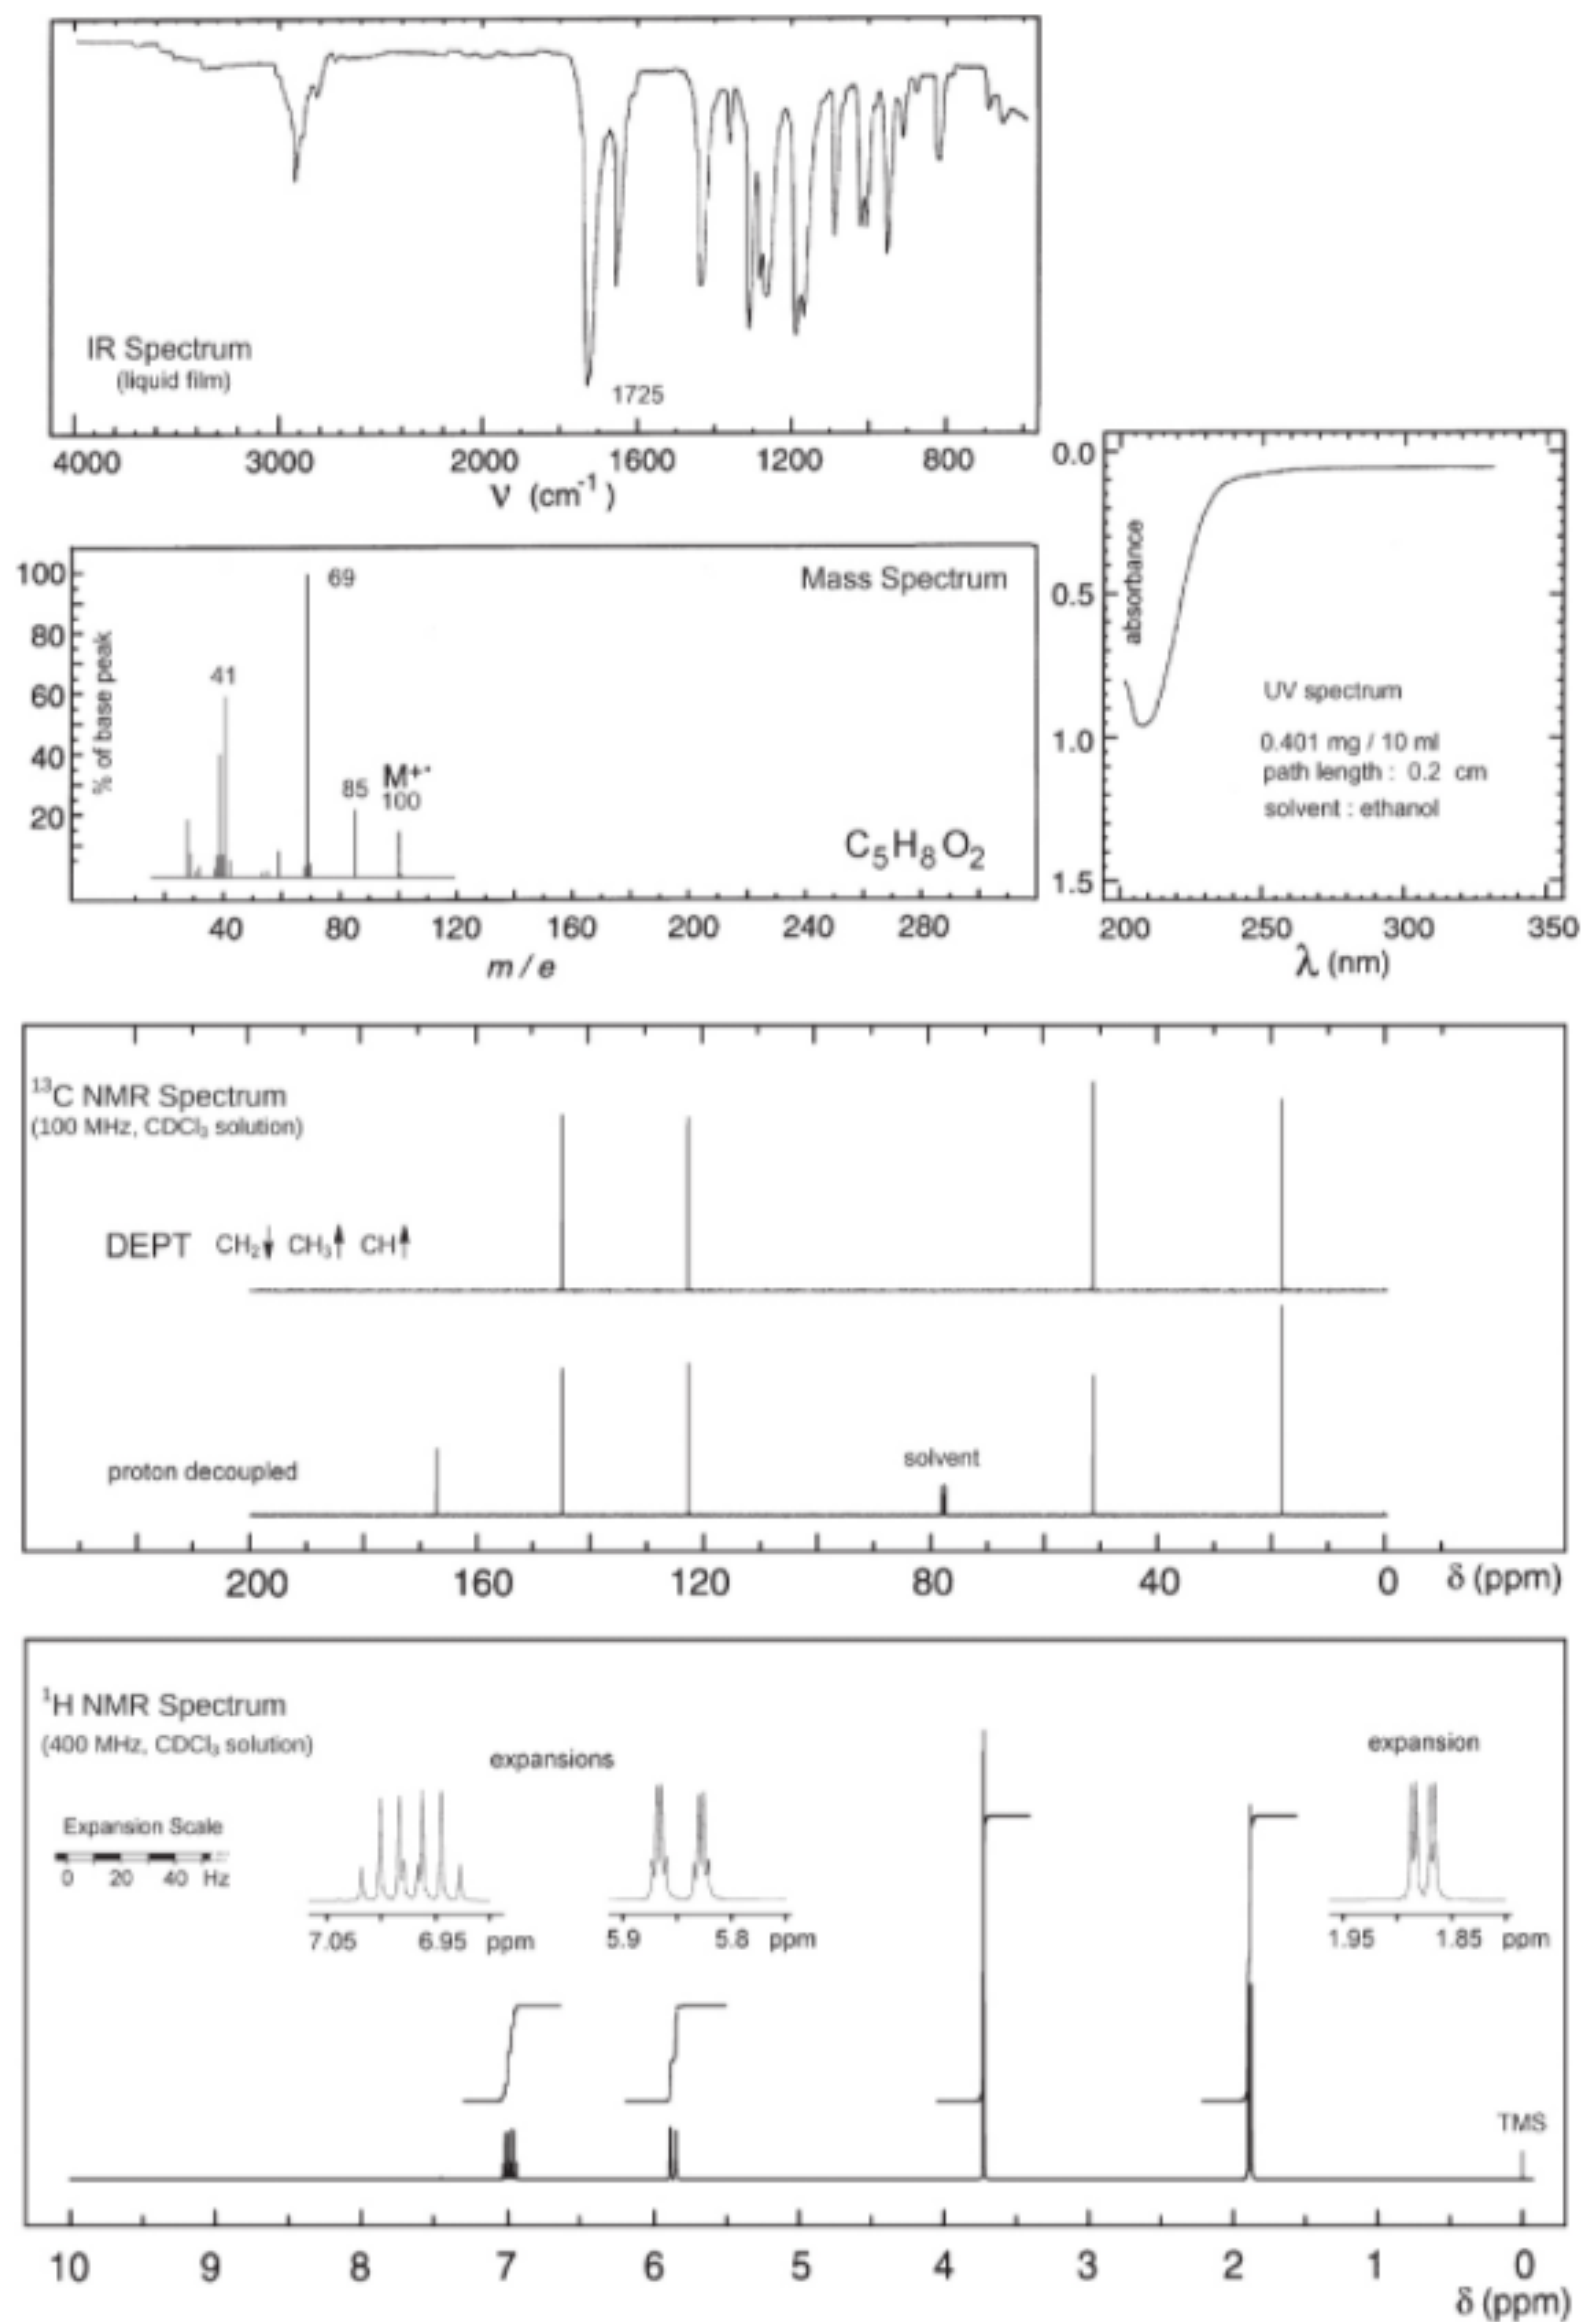 IR Spectrum
(liquid film)
1725
4000 3000 2000 1600 1200 800
ν (cm⁻¹)
100
80
60
40
20
% of base peak
41
69
85
M⁺·
100
Mass Spectrum
C₅H₈O₂
40 80 120 160 200 240 280
m / e
0.0
0.5
1.0
1.5
absorbance
UV spectrum
0.401 mg / 10 ml
path length : 0.2 cm
solvent : ethanol
200 250 300 350
λ (nm)
¹³C NMR Spectrum
(100 MHz, CDCl₃ solution)
DEPT CH₂↓ CH₃↑ CH↑
proton decoupled
solvent
200 160 120 80 40 0 δ (ppm)
¹H NMR Spectrum
(400 MHz, CDCl₃ solution)
expansions
expansion
Expansion Scale
0 20 40 Hz
7.05 6.95 ppm
5.9 5.8 ppm
1.95 1.85 ppm
TMS
10 9 8 7 6 5 4 3 2 1 0
δ (ppm)